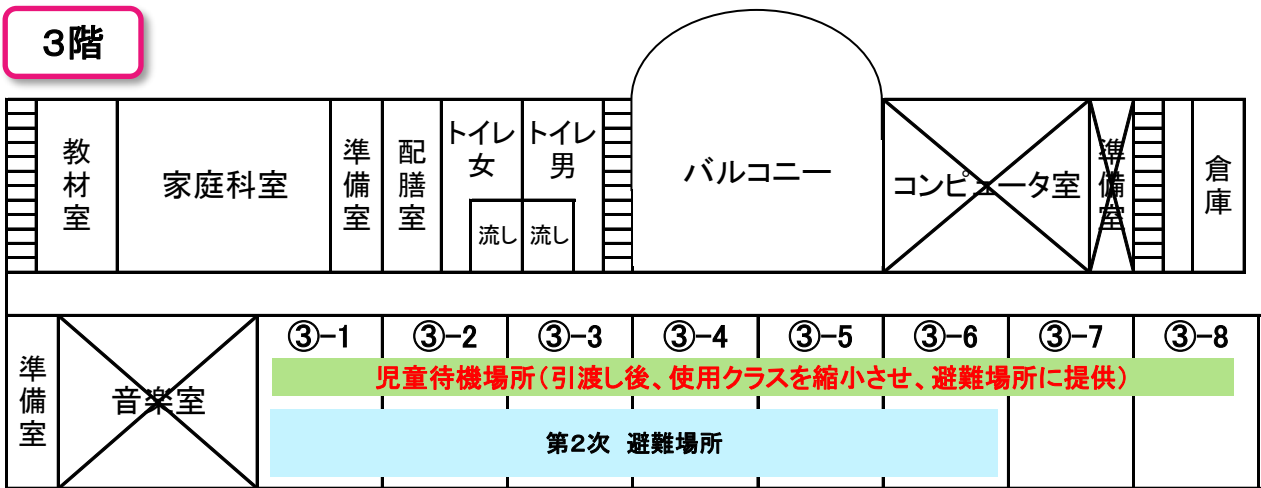 3階
教材室
家庭科室
準備室
配膳室
トイレ
女
トイレ
男
流し
流し
バルコニー
コンピュータ室
準備室
倉庫
準備室
音楽室
③-1
③-2
③-3
③-4
③-5
③-6
③-7
③-8
児童待機場所(引渡し後、使用クラスを縮小させ、避難場所に提供)
第2次 避難場所